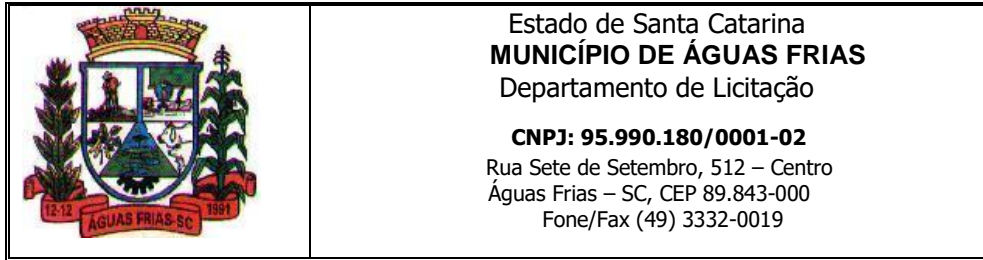 Estado de Santa Catarina
MUNICÍPIO DE ÁGUAS FRIAS
Departamento de Licitação
CNPJ: 95.990.180/0001-02
Rua Sete de Setembro, 512 – Centro
Águas Frias – SC, CEP 89.843-000
Fone/Fax (49) 3332-0019
12-12
ÁGUAS FRIAS-SC
1991